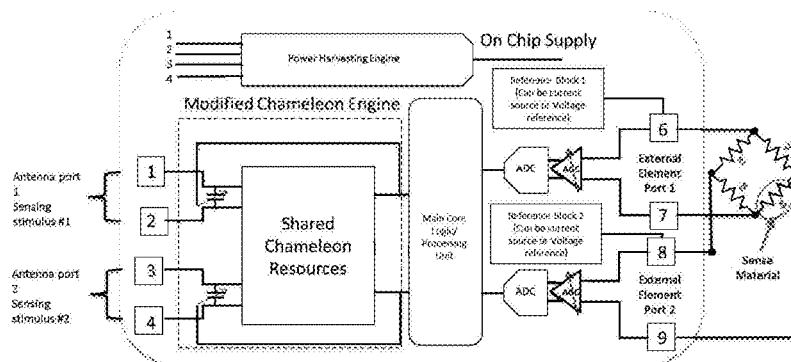 1
2
3
4
Power Harvesting Engine
On Chip Supply
Modified Chameleon Engine
Reference Block 1
(Can be current
source or Voltage
reference)
Antenna port
1
Sensing
stimulus #1
1
2
Shared
Chameleon
Resources
Main Core
Logic/
Processing
Unit
ADC
AGC
6
External
Element
Port 1
7
Reference Block 2
(Can be current
source or Voltage
reference)
8
Sense
Material
Antenna port
2
Sensing
stimulus #2
3
4
ADC
AGC
External
Element
Port 2
9